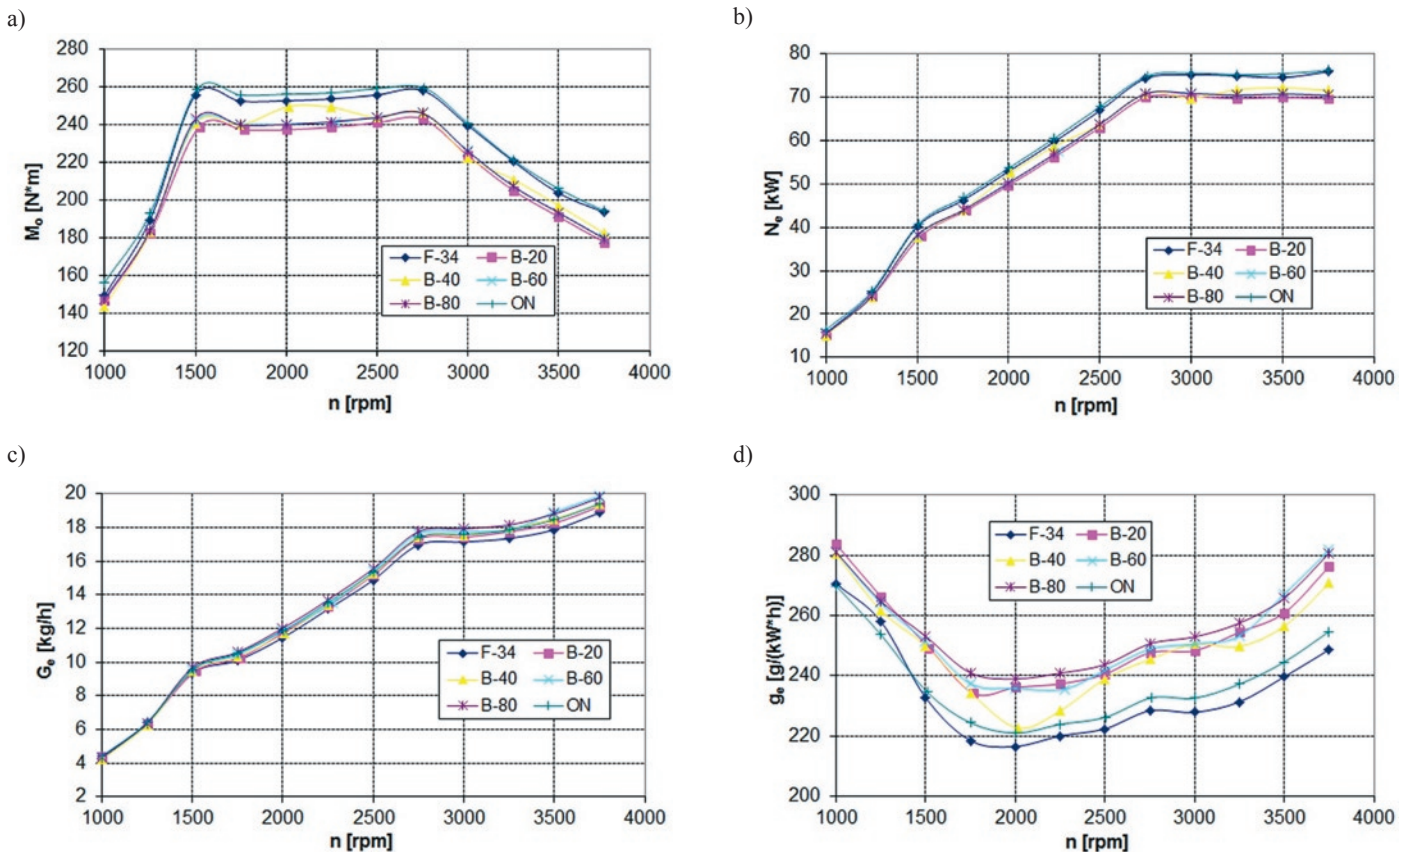 a)
280
260
240
220
200
180
160
140
120
Mo [N*m]
F-34 B-20
B-40 B-60
B-80 ON
1000 1500 2000 2500 3000 3500 4000
n [rpm]
b)
80
70
60
50
40
30
20
10
Ne [kW]
F-34 B-20
B-40 B-60
B-80 ON
1000 1500 2000 2500 3000 3500 4000
n [rpm]
c)
20
18
16
14
12
10
8
6
4
2
Ge [kg/h]
F-34 B-20
B-40 B-60
B-80 ON
1000 1500 2000 2500 3000 3500 4000
n [rpm]
d)
300
280
260
240
220
200
ge [g/(kW*h)]
F-34 B-20
B-40 B-60
B-80 ON
1000 1500 2000 2500 3000 3500 4000
n [rpm]